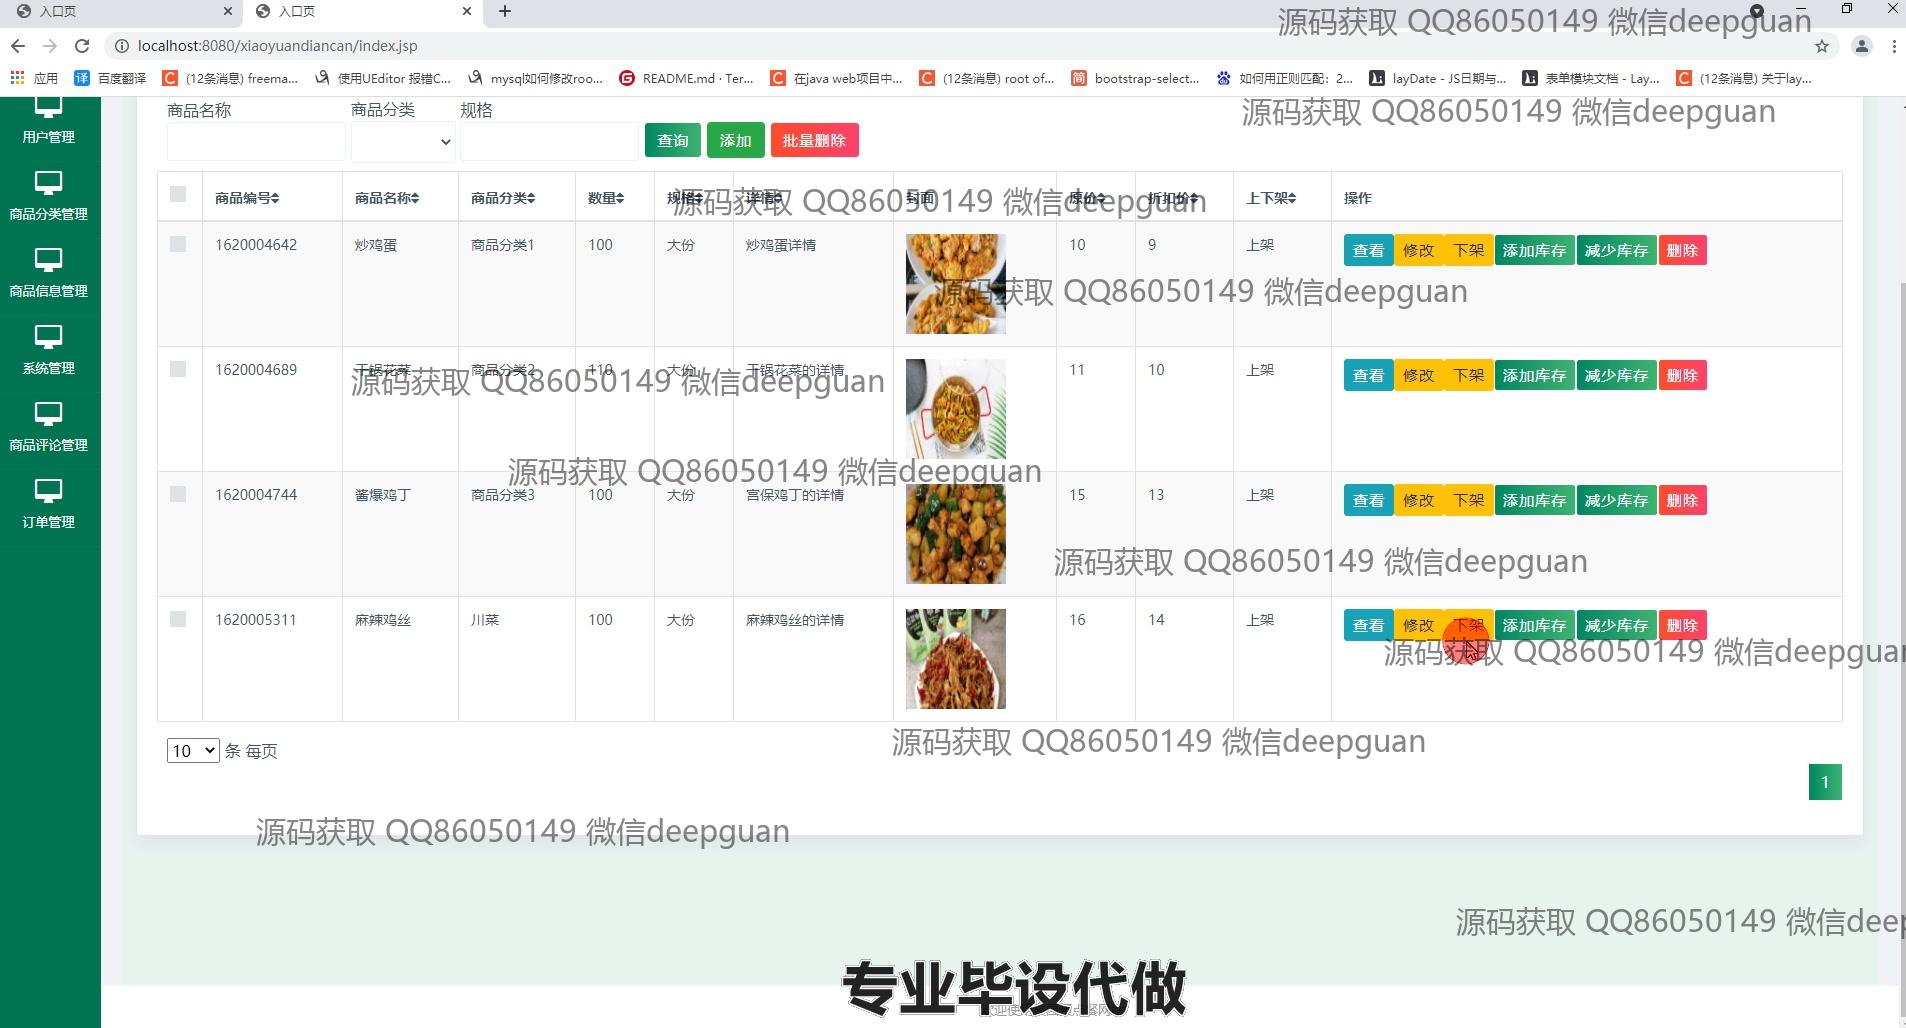 入口页
入口页
源码获取 QQ86050149 微信deepguan
localhost:8080/xiaoyuandiancan/index.jsp
应用 百度翻译 (12条消息) freema... 使用UEditor 报错C... mysql如何修改roo... README.md · Ter... 在java web项目中... (12条消息) root of... bootstrap-select... 如何用正则匹配：2... layDate - JS日期与... 表单模块文档 - Lay... (12条消息) 关于lay...
用户管理
商品分类管理
商品信息管理
系统管理
商品评论管理
订单管理
商品名称 商品分类 规格
源码获取 QQ86050149 微信deepguan
查询 添加 批量删除
商品编号 商品名称 商品分类 数量 规格 详情 封面 原价 折扣价 上下架 操作
源码获取 QQ86050149 微信deepguan
1620004642 炒鸡蛋 商品分类1 100 大份 炒鸡蛋详情 10 9 上架 查看 修改 下架 添加库存 减少库存 删除
源码获取 QQ86050149 微信deepguan
1620004689 干锅花菜 商品分类2 110 大份 干锅花菜的详情 11 10 上架 查看 修改 下架 添加库存 减少库存 删除
源码获取 QQ86050149 微信deepguan
源码获取 QQ86050149 微信deepguan
1620004744 酱爆鸡丁 商品分类3 100 大份 宫保鸡丁的详情 15 13 上架 查看 修改 下架 添加库存 减少库存 删除
源码获取 QQ86050149 微信deepguan
1620005311 麻辣鸡丝 川菜 100 大份 麻辣鸡丝的详情 16 14 上架 查看 修改 下架 添加库存 减少库存 删除
源码获取 QQ86050149 微信deepguan
源码获取 QQ86050149 微信deepguan
10 条 每页
1
源码获取 QQ86050149 微信deepguan
源码获取 QQ86050149 微信deep
专业毕设代做